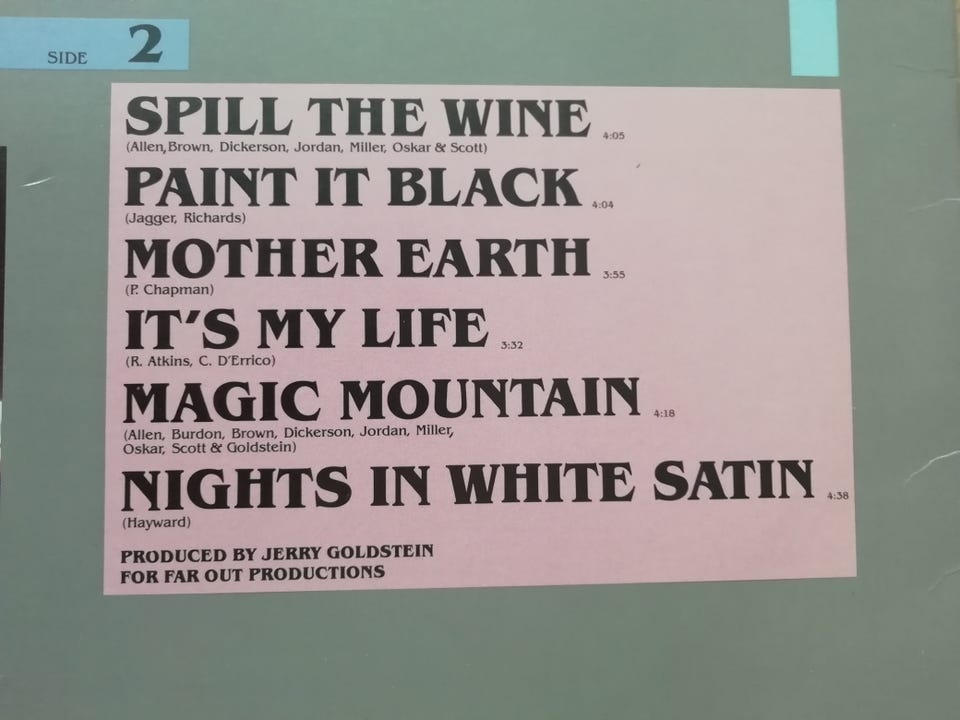 SIDE 2
SPILL THE WINE 4:05
(Allen, Brown, Dickerson, Jordan, Miller, Oskar & Scott)
PAINT IT BLACK 4:04
(Jagger, Richards)
MOTHER EARTH 3:55
(P. Chapman)
IT'S MY LIFE 3:32
(R. Atkins, C. D'Errico)
MAGIC MOUNTAIN 4:18
(Allen, Burdon, Brown, Dickerson, Jordan, Miller,
Oskar, Scott & Goldstein)
NIGHTS IN WHITE SATIN 4:38
(Hayward)
PRODUCED BY JERRY GOLDSTEIN
FOR FAR OUT PRODUCTIONS